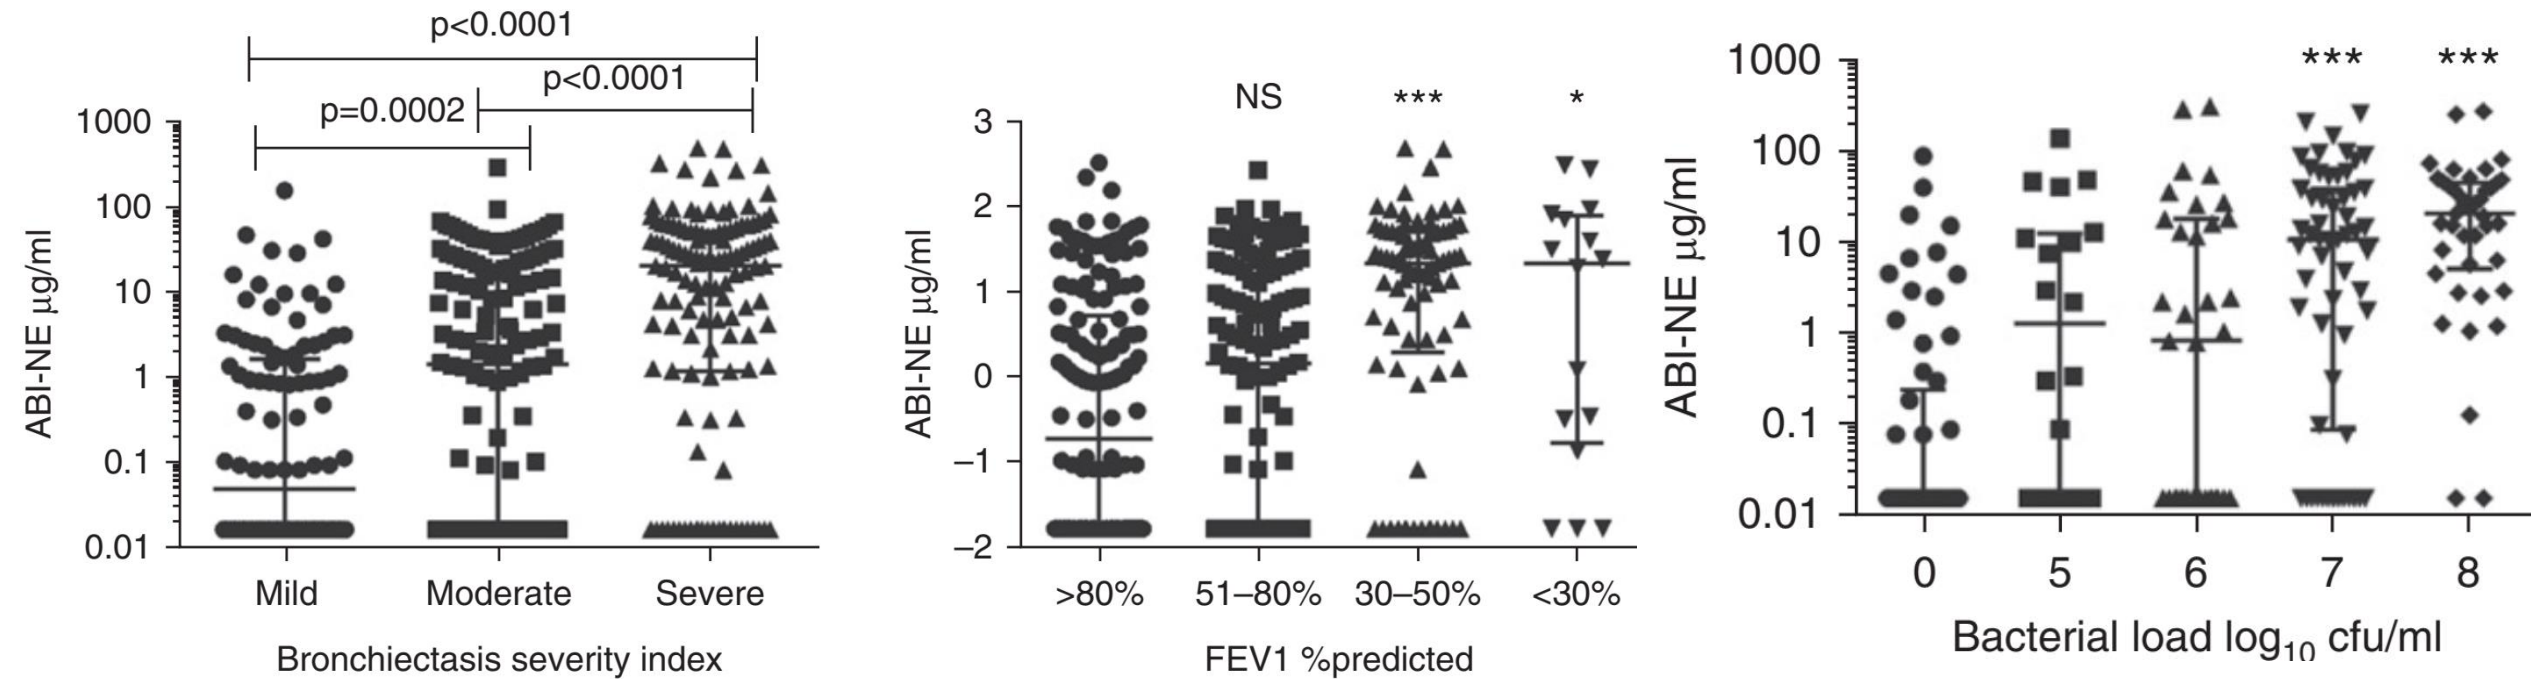 p<0.0001
p<0.0001
p=0.0002
1000
100
10
1
0.1
0.01
ABI-NE μg/ml
Mild Moderate Severe
Bronchiectasis severity index
NS *** *
3
2
1
0
–1
–2
ABI-NE μg/ml
>80% 51–80% 30–50% <30%
FEV1 %predicted
*** ***
1000
100
10
1
0.1
0.01
ABI-NE μg/ml
0 5 6 7 8
Bacterial load log10 cfu/ml